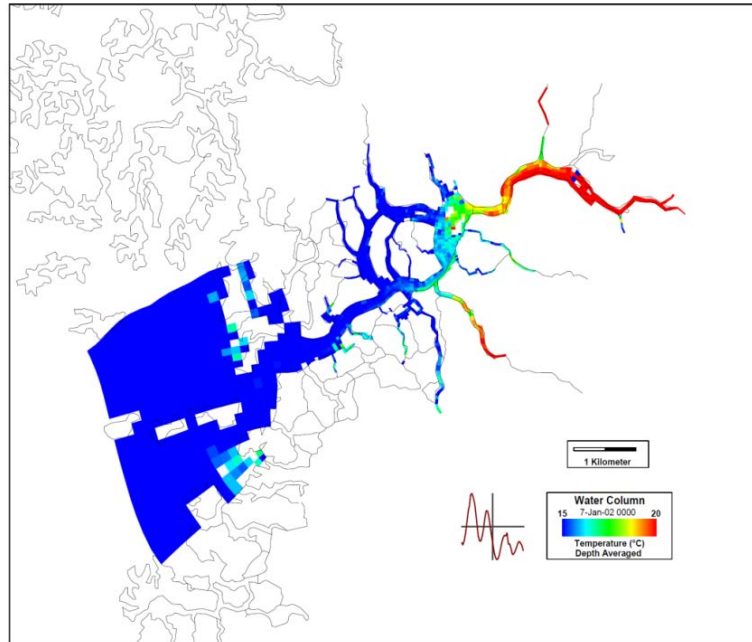 1 Kilometer
Water Column
15 7-Jan-02 0000 20
Temperature (°C)
Depth Averaged